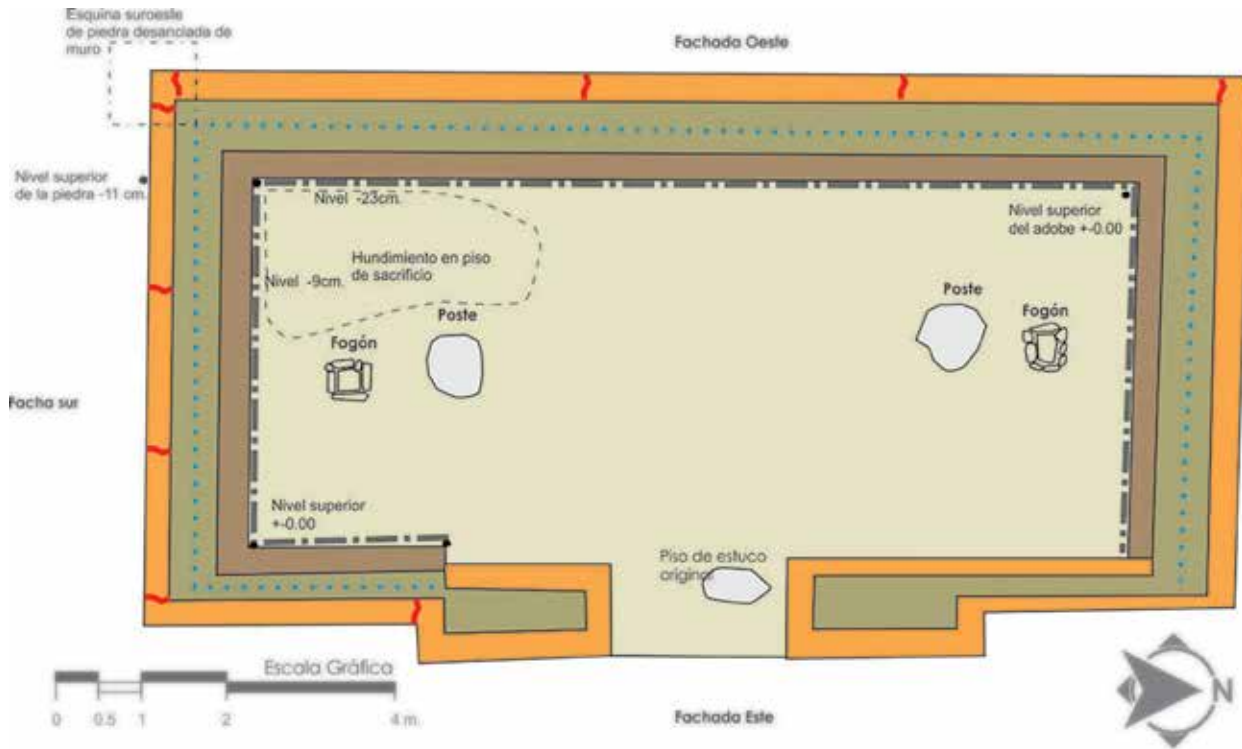 Esquina suroeste
de piedra desanclada de
muro
Fachada Oeste
Nivel superior
de la piedra -11 cm.
Nivel -23cm.
Nivel superior
del adobe +-0.00
Hundimiento en piso
de sacrificio
Nivel -9cm.
Poste
Fogón
Poste
Fogón
Facha sur
Nivel superior
+-0.00
Piso de estuco
original
Escala Gráfica
0 0.5 1 2 4 m.
Fachada Este
N